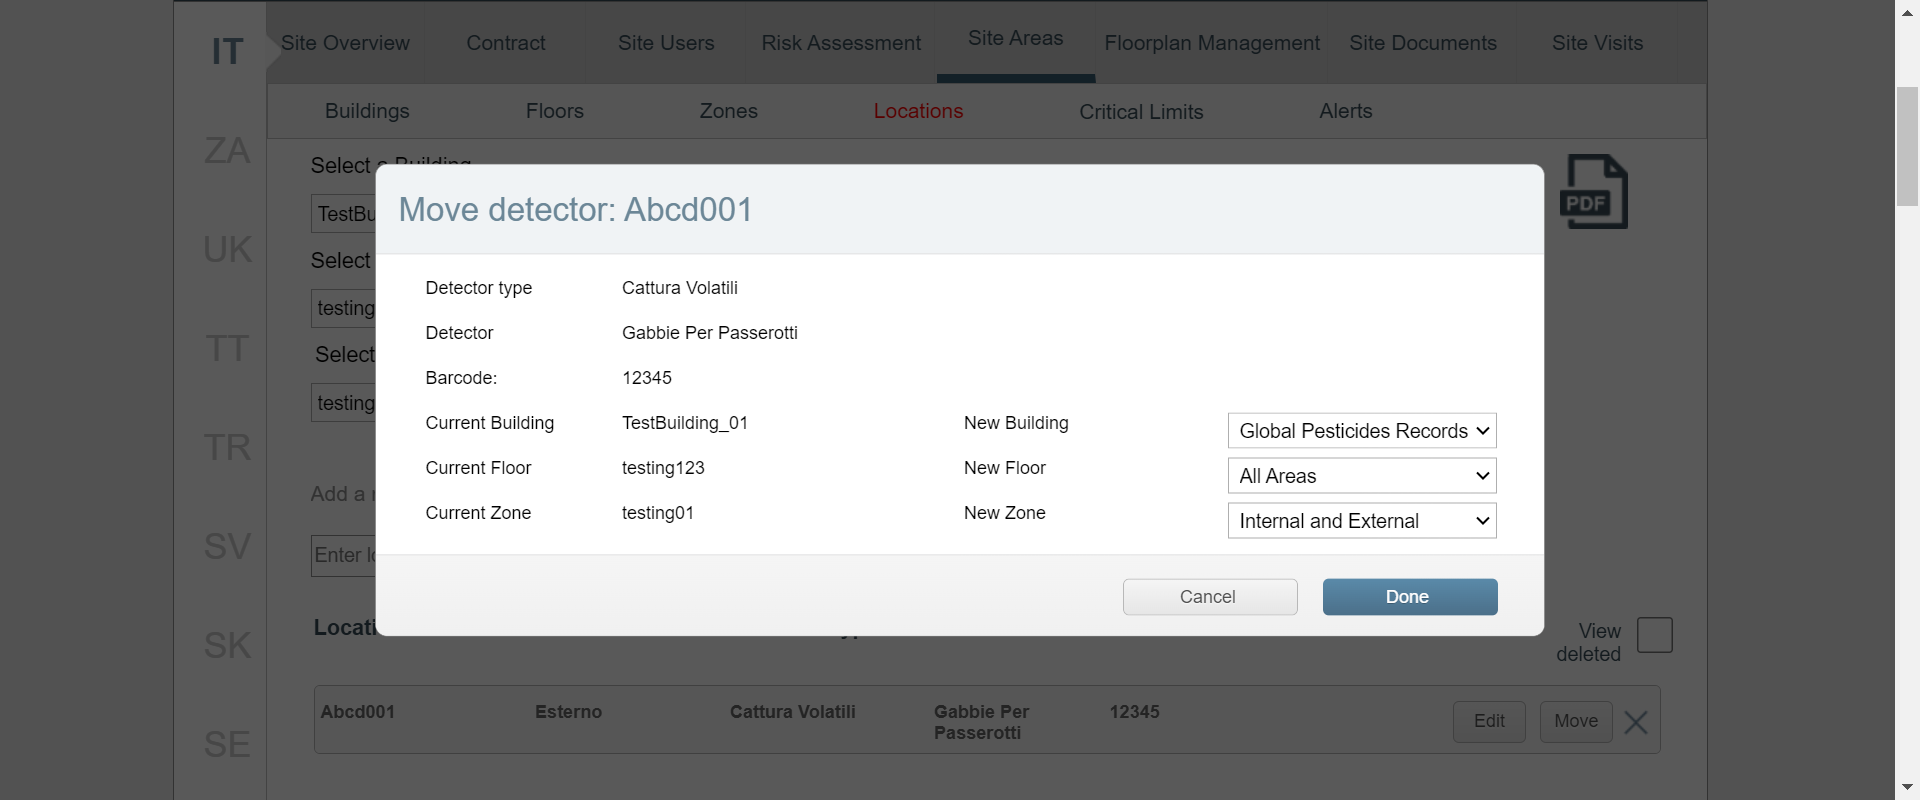 IT
Site Overview
Contract
Site Users
Risk Assessment
Site Areas
Floorplan Management
Site Documents
Site Visits
Buildings
Floors
Zones
Locations
Critical Limits
Alerts
ZA
UK
TT
TR
SV
SK
SE
Select a Building
TestBu
Select
testing
Select
testing
Add a
Enter
PDF
Move detector: Abcd001
Detector type Cattura Volatili
Detector Gabbie Per Passerotti
Barcode: 12345
Current Building TestBuilding_01 New Building Global Pesticides Records
Current Floor testing123 New Floor All Areas
Current Zone testing01 New Zone Internal and External
Cancel
Done
Locati
View
deleted
Abcd001 Esterno Cattura Volatili Gabbie Per 12345 Edit Move
Passerotti